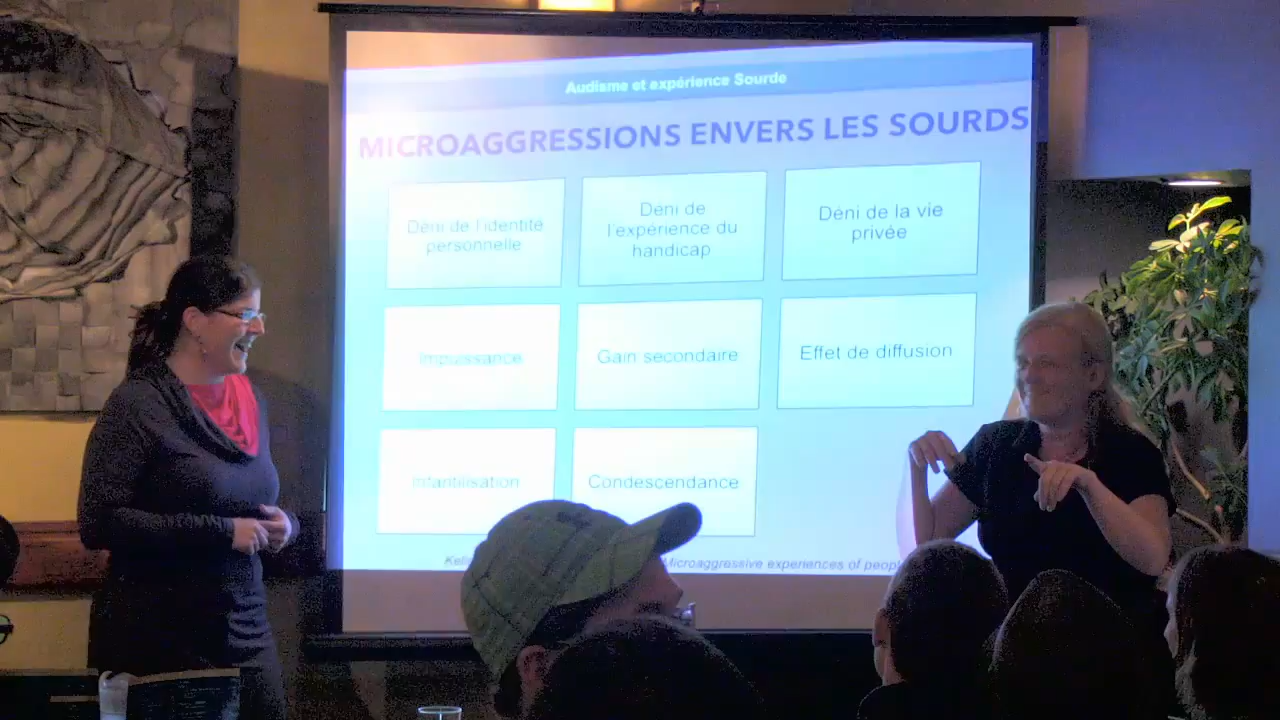 Audisme et expérience Sourde
MICROAGGRESSIONS ENVERS LES SOURDS
Déni de l'identité
personnelle
Déni de
l'expérience du
handicap
Déni de la vie
privée
Impuissance
Gain secondaire
Effet de diffusion
Infantilisation
Condescendance
Microaggressive experiences of